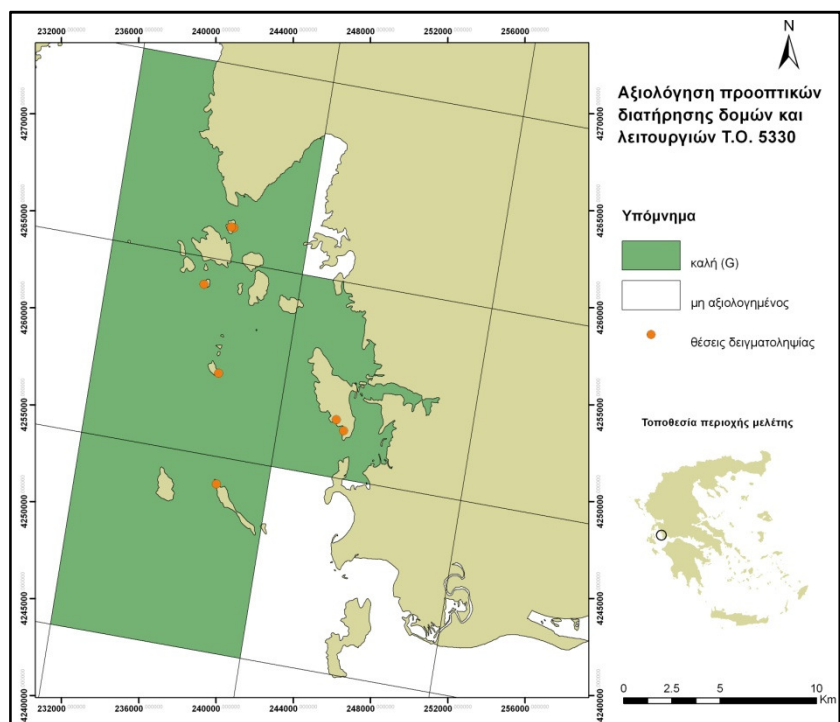 232000 236000 240000 244000 248000 252000 256000
4270000
4265000
4260000
4255000
4250000
4245000
4240000
4270000
4265000
4260000
4255000
4250000
4245000
4240000
232000 236000 240000 244000 248000 252000 256000
N
Αξιολόγηση προοπτικών
διατήρησης δομών και
λειτουργιών Τ.Ο. 5330
Υπόμνημα
καλή (G)
μη αξιολογημένος
θέσεις δειγματοληψίας
Τοποθεσία περιοχής μελέτης
0 2.5 5 10
Km